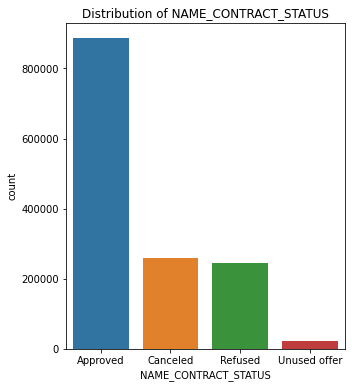 Distribution of NAME_CONTRACT_STATUS
800000
600000
400000
200000
0
count
Approved Canceled Refused Unused offer
NAME_CONTRACT_STATUS